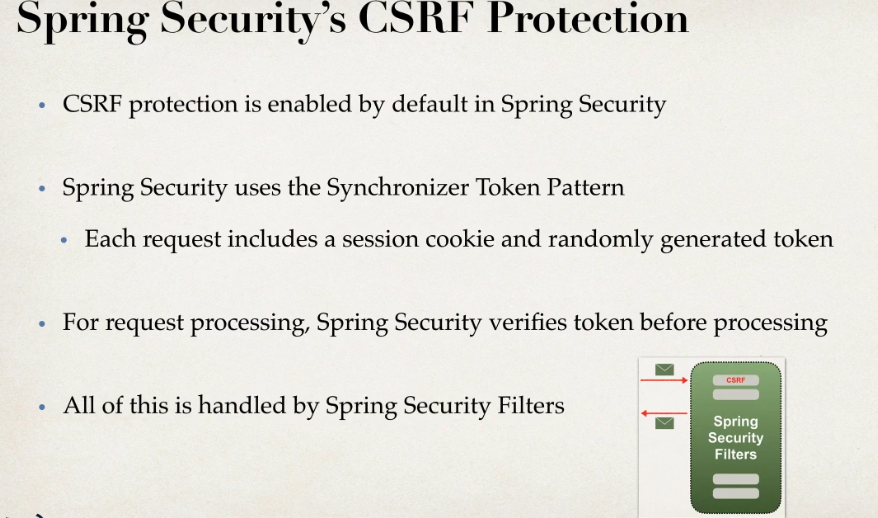 Spring Security's CSRF Protection
• CSRF protection is enabled by default in Spring Security
• Spring Security uses the Synchronizer Token Pattern
• Each request includes a session cookie and randomly generated token
• For request processing, Spring Security verifies token before processing
• All of this is handled by Spring Security Filters
CSRF
Spring
Security
Filters